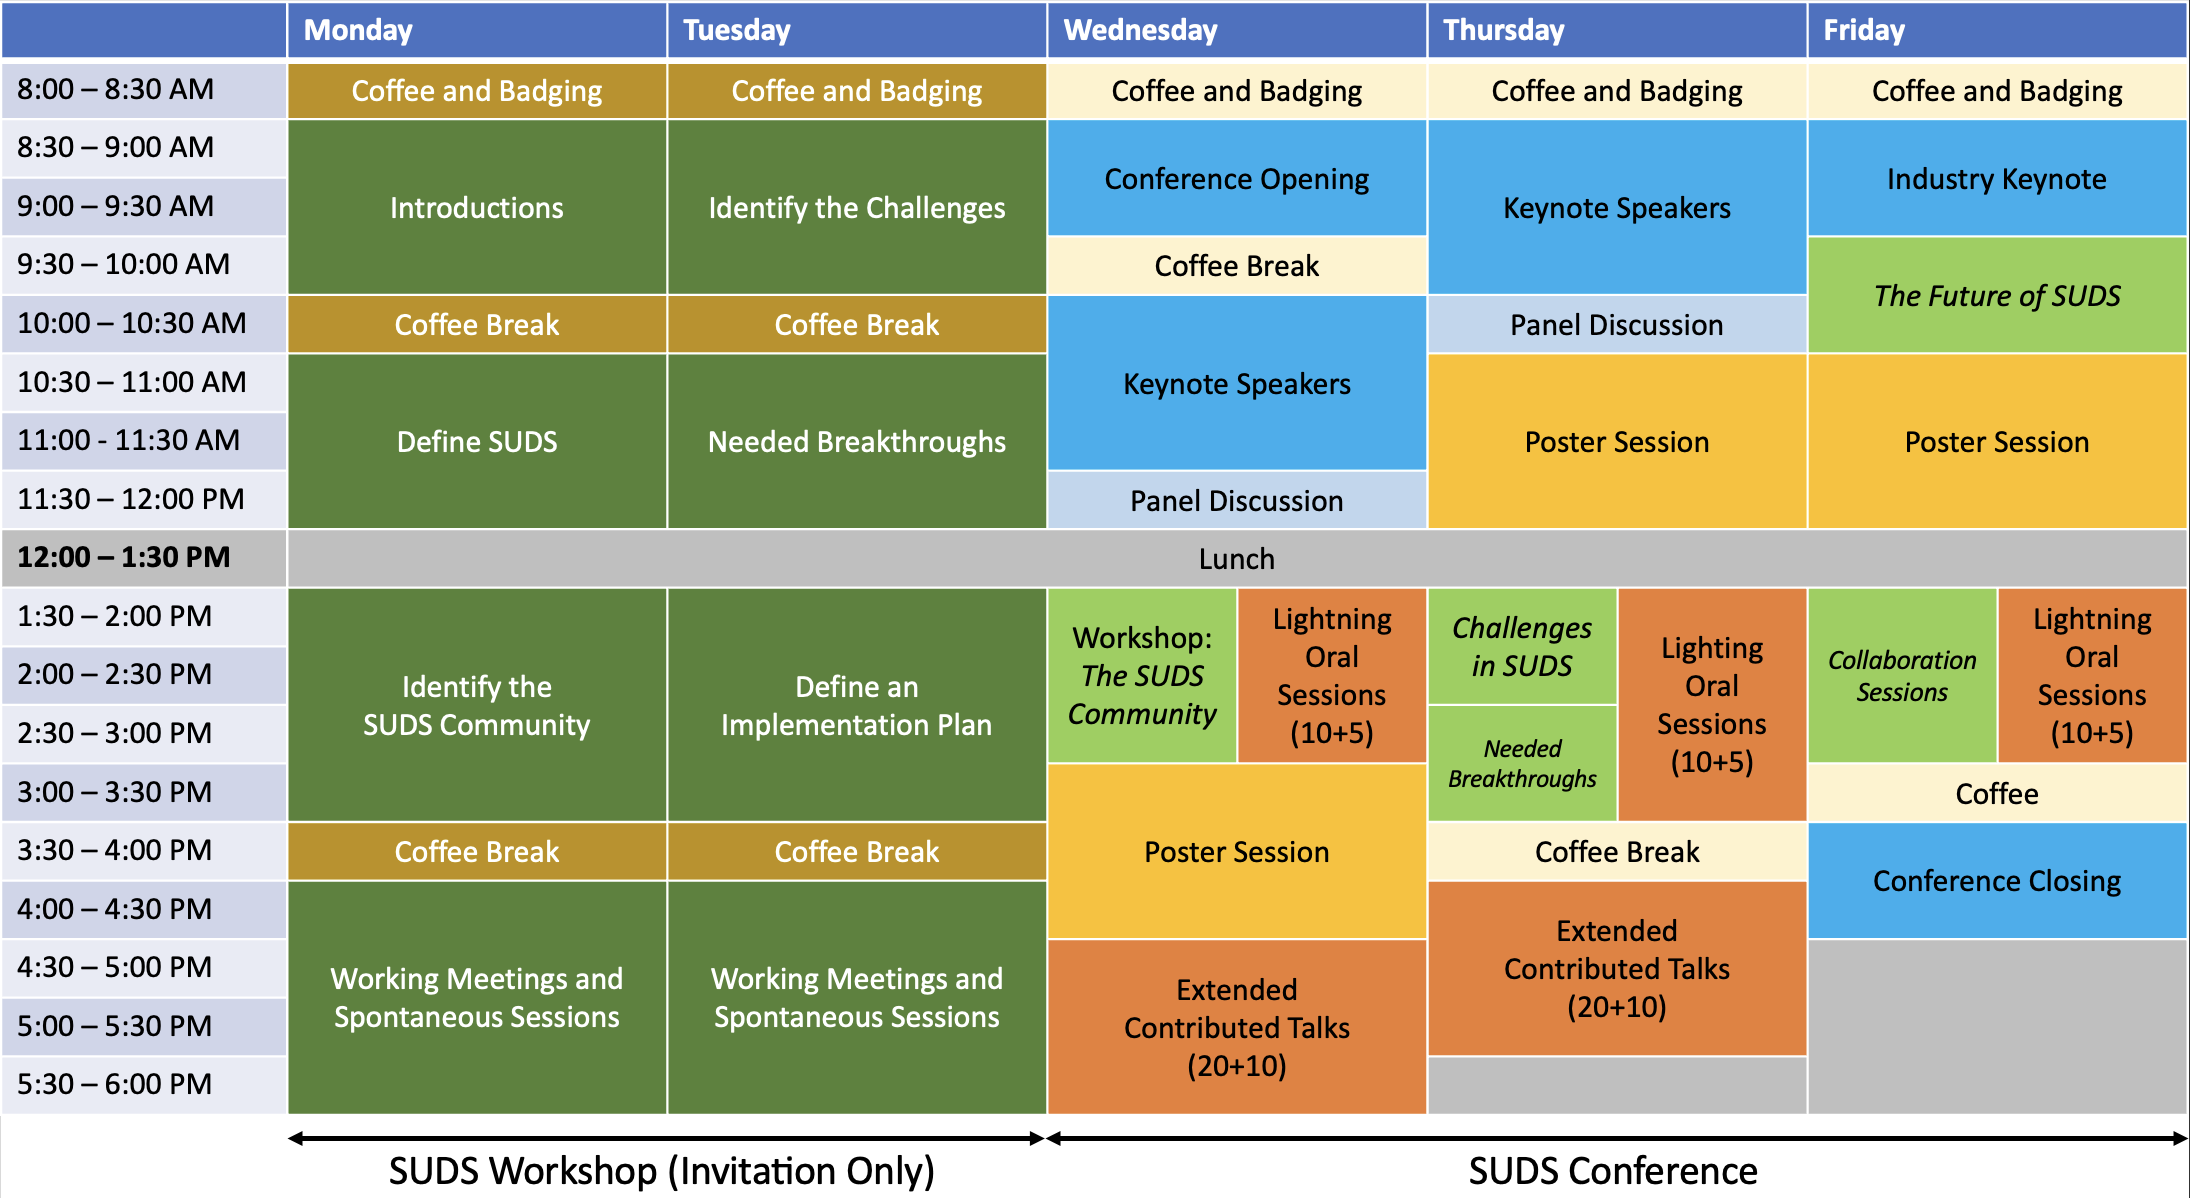 Monday Tuesday Wednesday Thursday Friday
8:00 – 8:30 AM Coffee and Badging Coffee and Badging Coffee and Badging Coffee and Badging Coffee and Badging
8:30 – 9:00 AM
Conference Opening Industry Keynote
9:00 – 9:30 AM Introductions Identify the Challenges Keynote Speakers
9:30 – 10:00 AM Coffee Break
The Future of SUDS
10:00 – 10:30 AM Coffee Break Coffee Break Panel Discussion
10:30 – 11:00 AM Keynote Speakers
11:00 - 11:30 AM Define SUDS Needed Breakthroughs Poster Session Poster Session
11:30 – 12:00 PM Panel Discussion
12:00 – 1:30 PM Lunch
1:30 – 2:00 PM
2:00 – 2:30 PM
2:30 – 3:00 PM
3:00 – 3:30 PM
Identify the
SUDS Community
Define an
Implementation Plan
Workshop:
The SUDS
Community
Lightning
Oral
Sessions
(10+5)
Challenges
in SUDS
Needed
Breakthroughs
Lighting
Oral
Sessions
(10+5)
Collaboration
Sessions
Lightning
Oral
Sessions
(10+5)
Coffee
3:30 – 4:00 PM Coffee Break Coffee Break Poster Session Coffee Break
Conference Closing
4:00 – 4:30 PM
4:30 – 5:00 PM
5:00 – 5:30 PM
5:30 – 6:00 PM
Working Meetings and
Spontaneous Sessions
Working Meetings and
Spontaneous Sessions
Extended
Contributed Talks
(20+10)
Extended
Contributed Talks
(20+10)
SUDS Workshop (Invitation Only) SUDS Conference